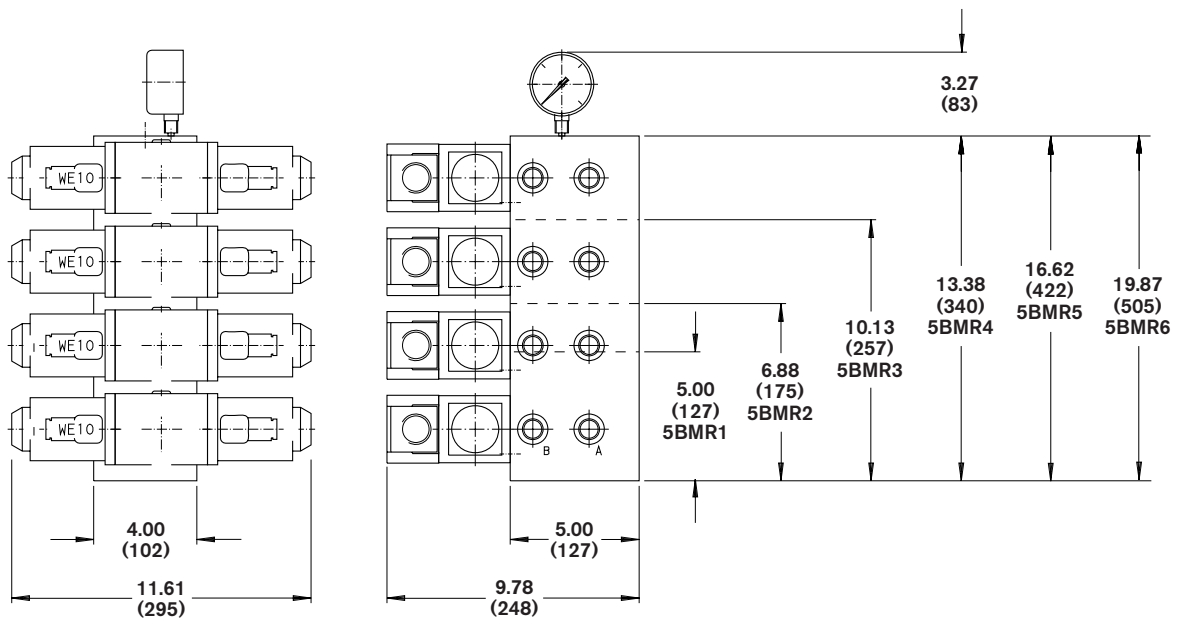 3.27
(83)
WE10
WE10
WE10
WE10
B
A
13.38
(340)
5BMR4
16.62
(422)
5BMR5
19.87
(505)
5BMR6
10.13
(257)
5BMR3
6.88
(175)
5BMR2
5.00
(127)
5BMR1
4.00
(102)
5.00
(127)
11.61
(295)
9.78
(248)